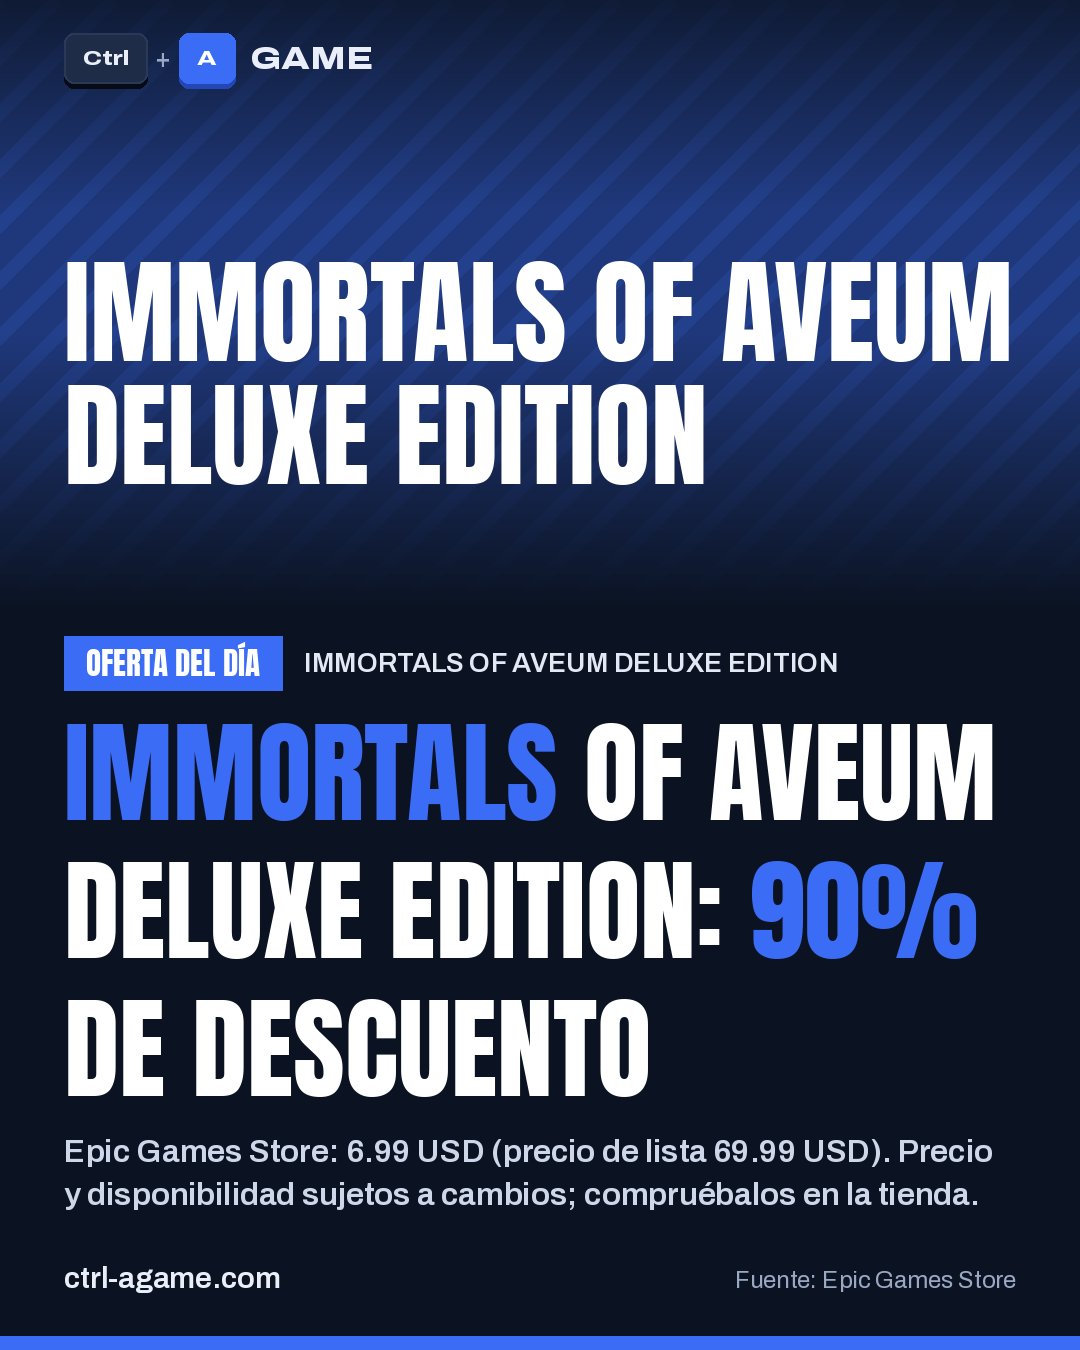 Ctrl + A GAME
IMMORTALS OF AVEUM
DELUXE EDITION
OFERTA DEL DÍA IMMORTALS OF AVEUM DELUXE EDITION
IMMORTALS OF AVEUM
DELUXE EDITION: 90%
DE DESCUENTO
Epic Games Store: 6.99 USD (precio de lista 69.99 USD). Precio
y disponibilidad sujetos a cambios; compruébalos en la tienda.
ctrl-agame.com Fuente: Epic Games Store